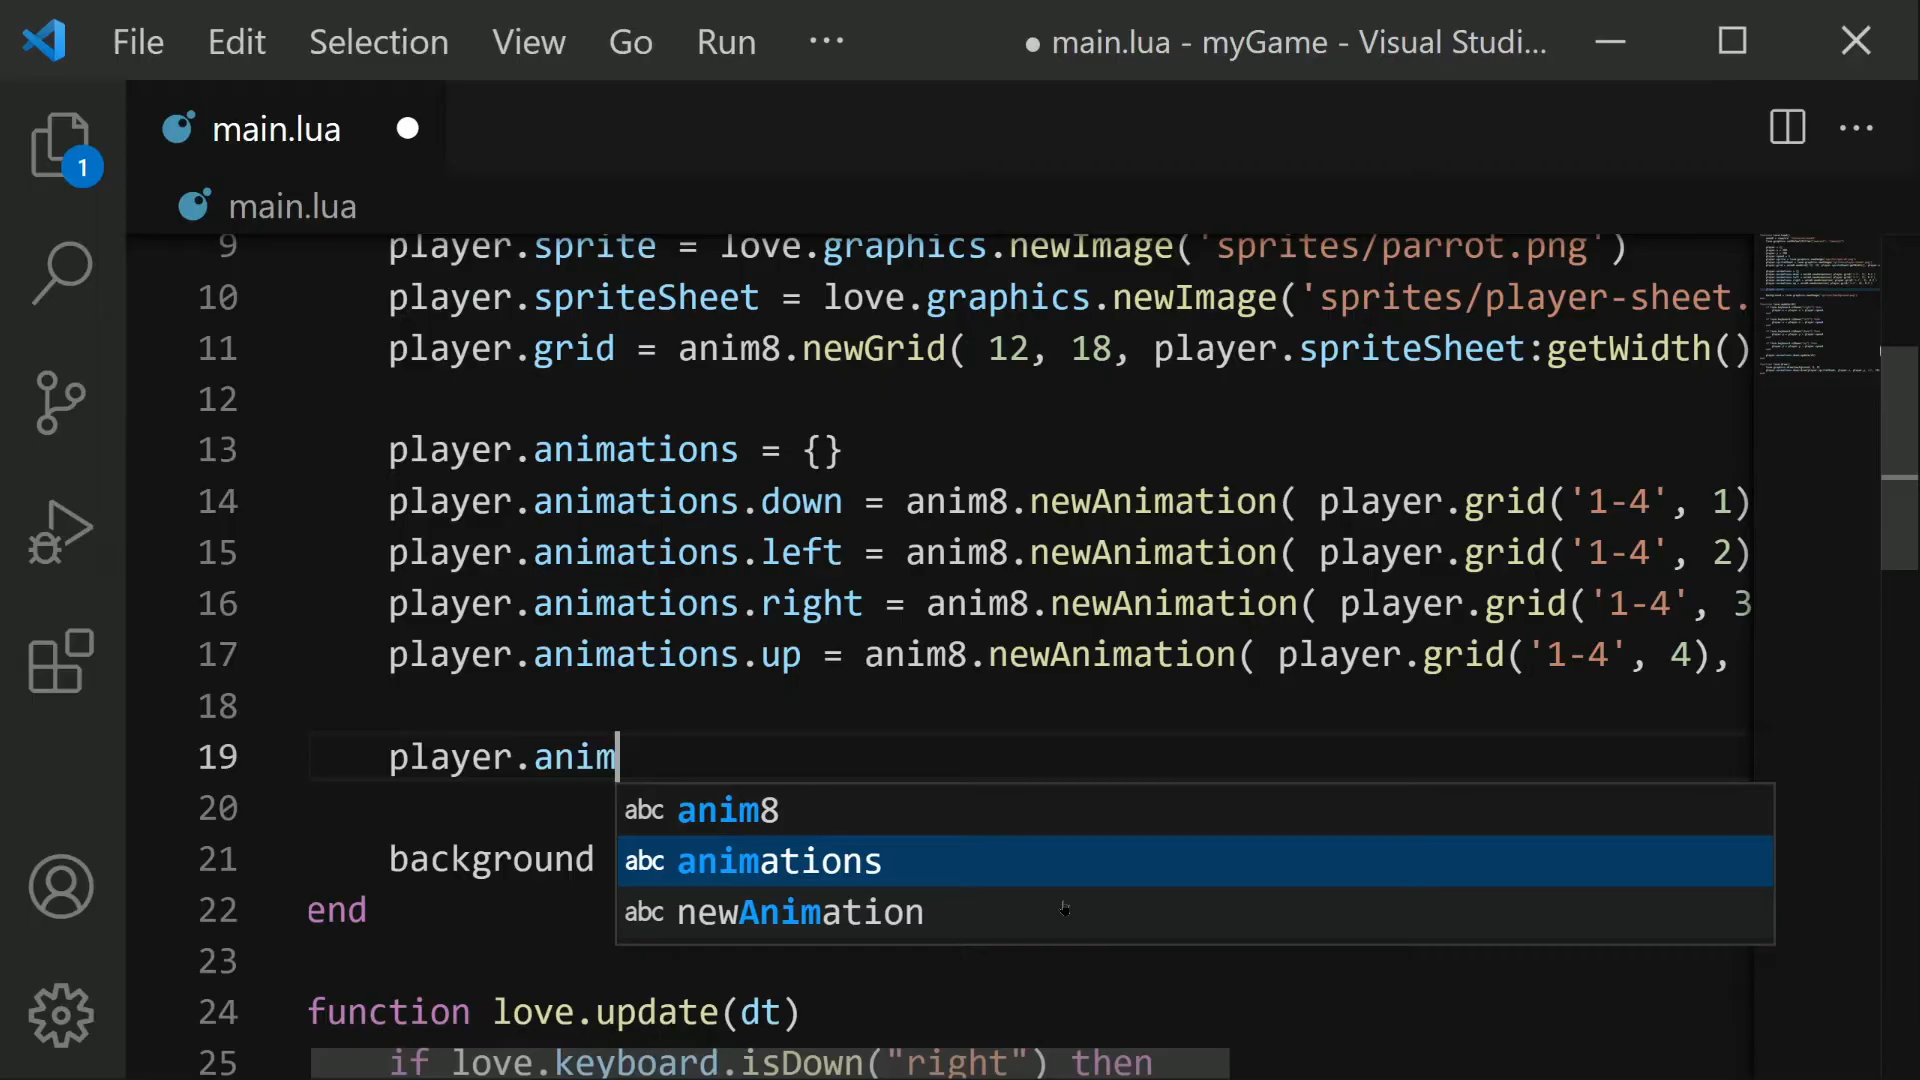 File Edit Selection View Go Run ··· ● main.lua - myGame - Visual Studi...
main.lua ●
1
main.lua
9 player.sprite = love.graphics.newImage('sprites/parrot.png')
10 player.spriteSheet = love.graphics.newImage('sprites/player-sheet.
11 player.grid = anim8.newGrid( 12, 18, player.spriteSheet:getWidth()
12
13 player.animations = {}
14 player.animations.down = anim8.newAnimation( player.grid('1-4', 1)
15 player.animations.left = anim8.newAnimation( player.grid('1-4', 2)
16 player.animations.right = anim8.newAnimation( player.grid('1-4', 3
17 player.animations.up = anim8.newAnimation( player.grid('1-4', 4),
18
19 player.anim
20
abc anim8
21 background
abc animations
22 end
abc newAnimation
23
24 function love.update(dt)
25 if love.keyboard.isDown("right") then